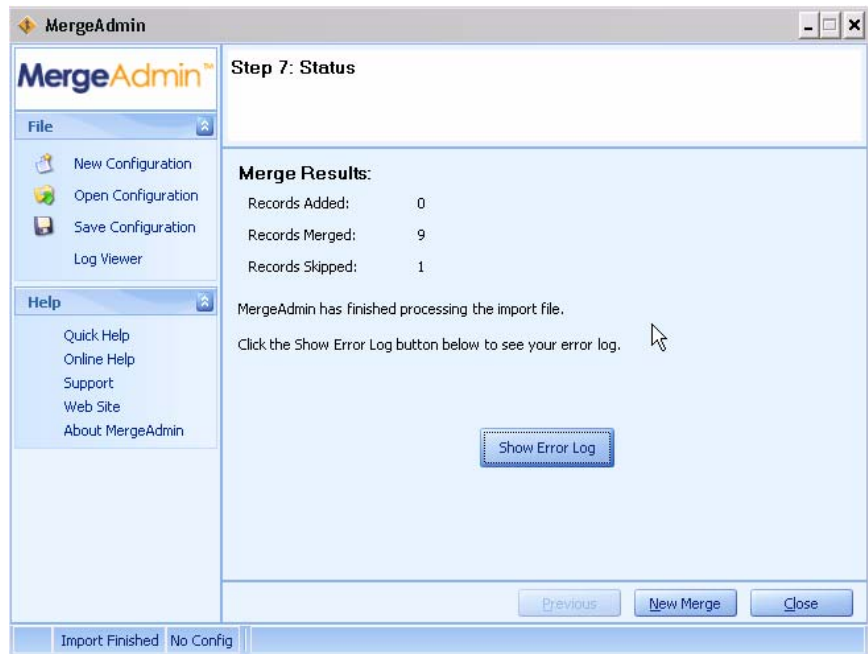 MergeAdmin
MergeAdmin™
File
New Configuration
Open Configuration
Save Configuration
Log Viewer
Help
Quick Help
Online Help
Support
Web Site
About MergeAdmin
Step 7: Status
Merge Results:
Records Added: 0
Records Merged: 9
Records Skipped: 1
MergeAdmin has finished processing the import file.
Click the Show Error Log button below to see your error log.
Show Error Log
Previous New Merge Close
Import Finished No Config